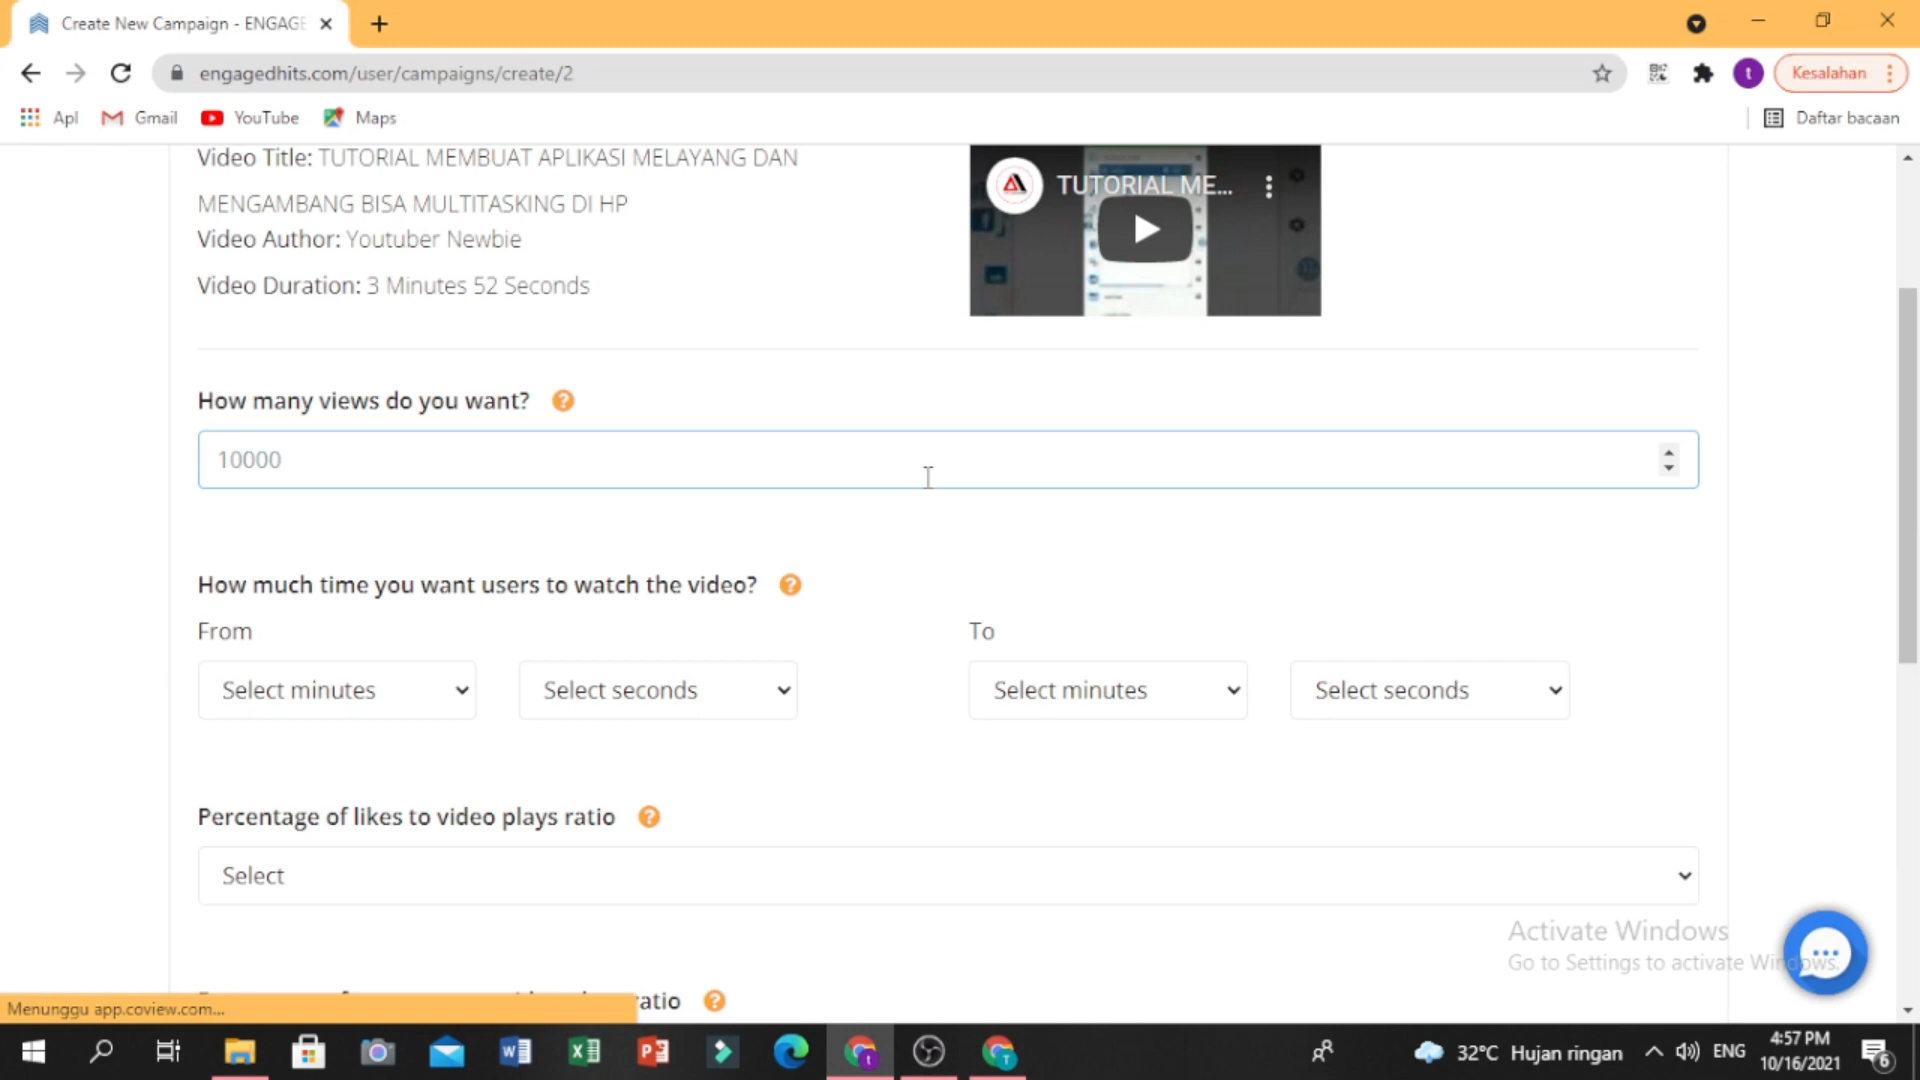 Create New Campaign - ENGAGE
engagedhits.com/user/campaigns/create/2
t
Kesalahan
Apl
Gmail
YouTube
Maps
Daftar bacaan
Video Title: TUTORIAL MEMBUAT APLIKASI MELAYANG DAN
MENGAMBANG BISA MULTITASKING DI HP
Video Author: Youtuber Newbie
Video Duration: 3 Minutes 52 Seconds
TUTORIAL ME...
How many views do you want? ?
10000
How much time you want users to watch the video? ?
From
To
Select minutes
Select seconds
Select minutes
Select seconds
Percentage of likes to video plays ratio ?
Select
Activate Windows
Go to Settings to activate Windows.
ratio ?
Menunggu app.coview.com...
32°C Hujan ringan
ENG
4:57 PM
10/16/2021
6